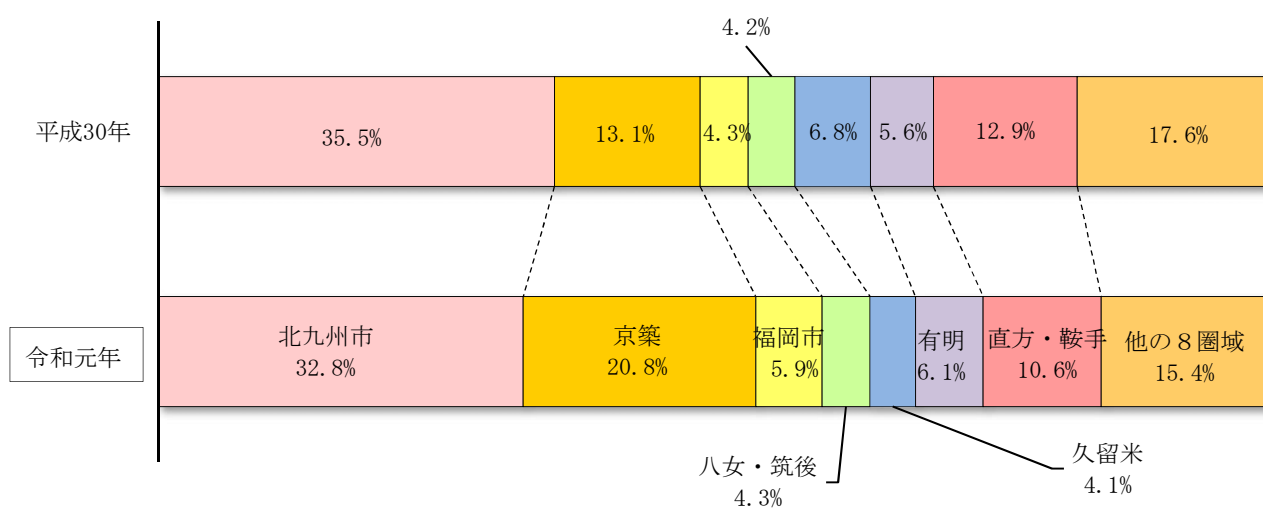 4.2%
平成30年
35.5%
13.1%
4.3%
6.8%
5.6%
12.9%
17.6%
令和元年
北九州市
32.8%
京築
20.8%
福岡市
5.9%
有明
6.1%
直方・鞍手
10.6%
他の８圏域
15.4%
八女・筑後
4.3%
久留米
4.1%